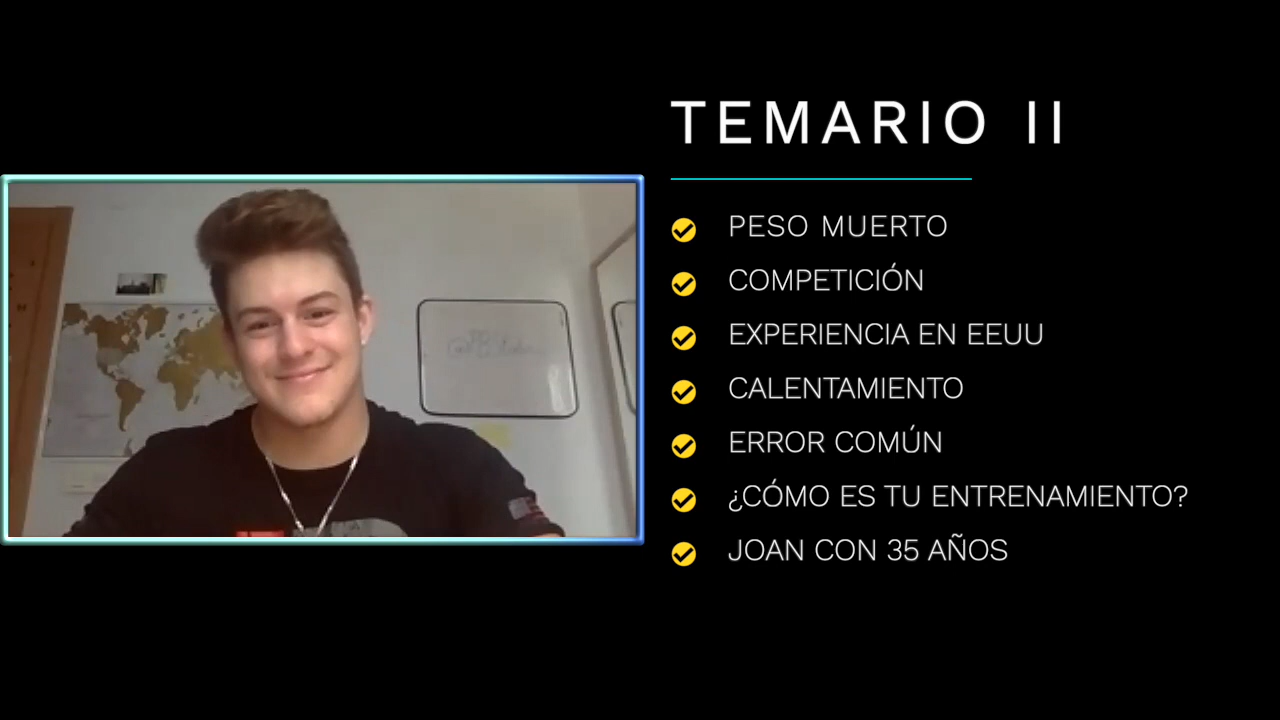 TEMARIO II
PESO MUERTO
COMPETICIÓN
EXPERIENCIA EN EEUU
CALENTAMIENTO
ERROR COMÚN
¿CÓMO ES TU ENTRENAMIENTO?
JOAN CON 35 AÑOS